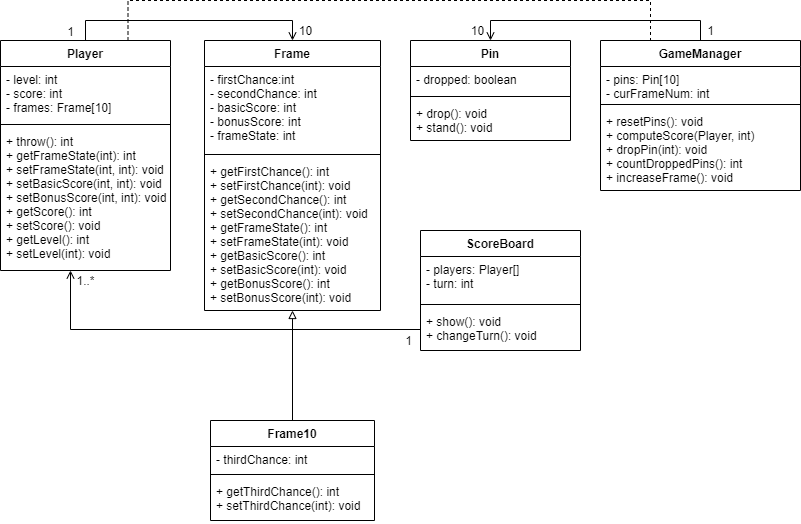 1
10
10
1
Player
- level: int
- score: int
- frames: Frame[10]
+ throw(): int
+ getFrameState(int): int
+ setFrameState(int, int): void
+ setBasicScore(int, int): void
+ setBonusScore(int, int): void
+ getScore(): int
+ setScore(): void
+ getLevel(): int
+ setLevel(int): void
Frame
- firstChance:int
- secondChance: int
- basicScore: int
- bonusScore: int
- frameState: int
+ getFirstChance(): int
+ setFirstChance(int): void
+ getSecondChance(): int
+ setSecondChance(int): void
+ getFrameState(): int
+ setFrameState(int): void
+ getBasicScore(): int
+ setBasicScore(int): void
+ getBonusScore(): int
+ setBonusScore(int): void
Pin
- dropped: boolean
+ drop(): void
+ stand(): void
GameManager
- pins: Pin[10]
- curFrameNum: int
+ resetPins(): void
+ computeScore(Player, int)
+ dropPin(int): void
+ countDroppedPins(): int
+ increaseFrame(): void
ScoreBoard
- players: Player[]
- turn: int
+ show(): void
+ changeTurn(): void
1..*
1
Frame10
- thirdChance: int
+ getThirdChance(): int
+ setThirdChance(int): void